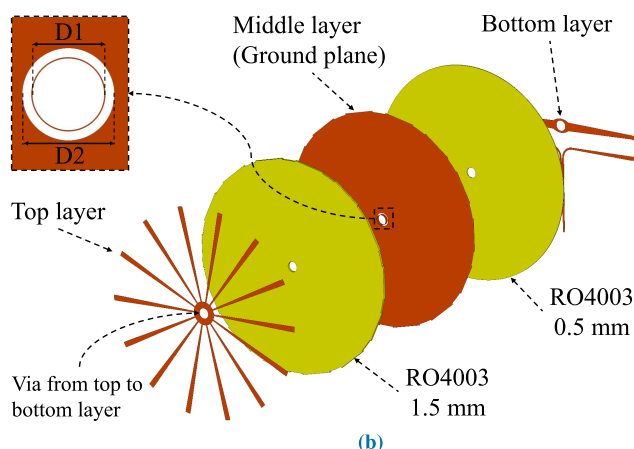 D1
D2
Middle layer
(Ground plane)
Bottom layer
Top layer
Via from top to
bottom layer
RO4003
1.5 mm
RO4003
0.5 mm
(b)